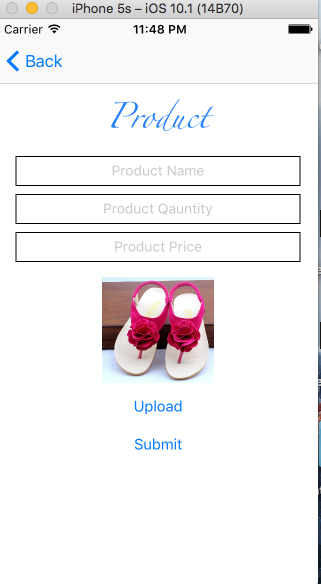 iPhone 5s – iOS 10.1 (14B70)
Carrier 11:48 PM
Back
Product
Product Name
Product Qauntity
Product Price
Upload
Submit